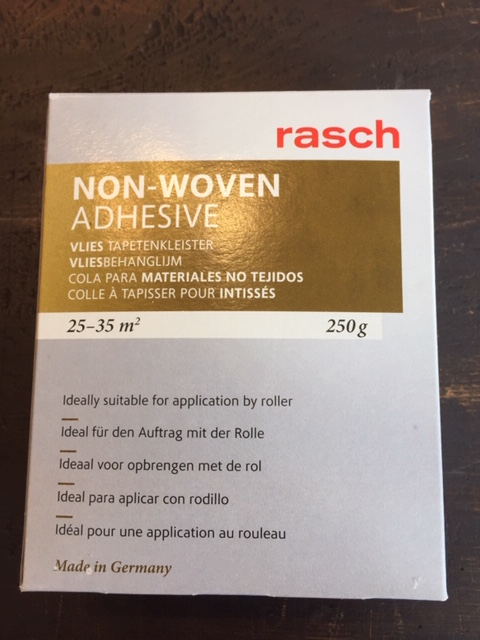 rasch
NON-WOVEN
ADHESIVE
VLIES TAPETENKLEISTER
VLIESBEHANGLIJM
COLA PARA MATERIALES NO TEJIDOS
COLLE À TAPISSER POUR INTISSÉS
25–35 m² 250 g
Ideally suitable for application by roller
Ideal für den Auftrag mit der Rolle
Ideaal voor opbrengen met de rol
Ideal para aplicar con rodillo
Idéal pour une application au rouleau
Made in Germany